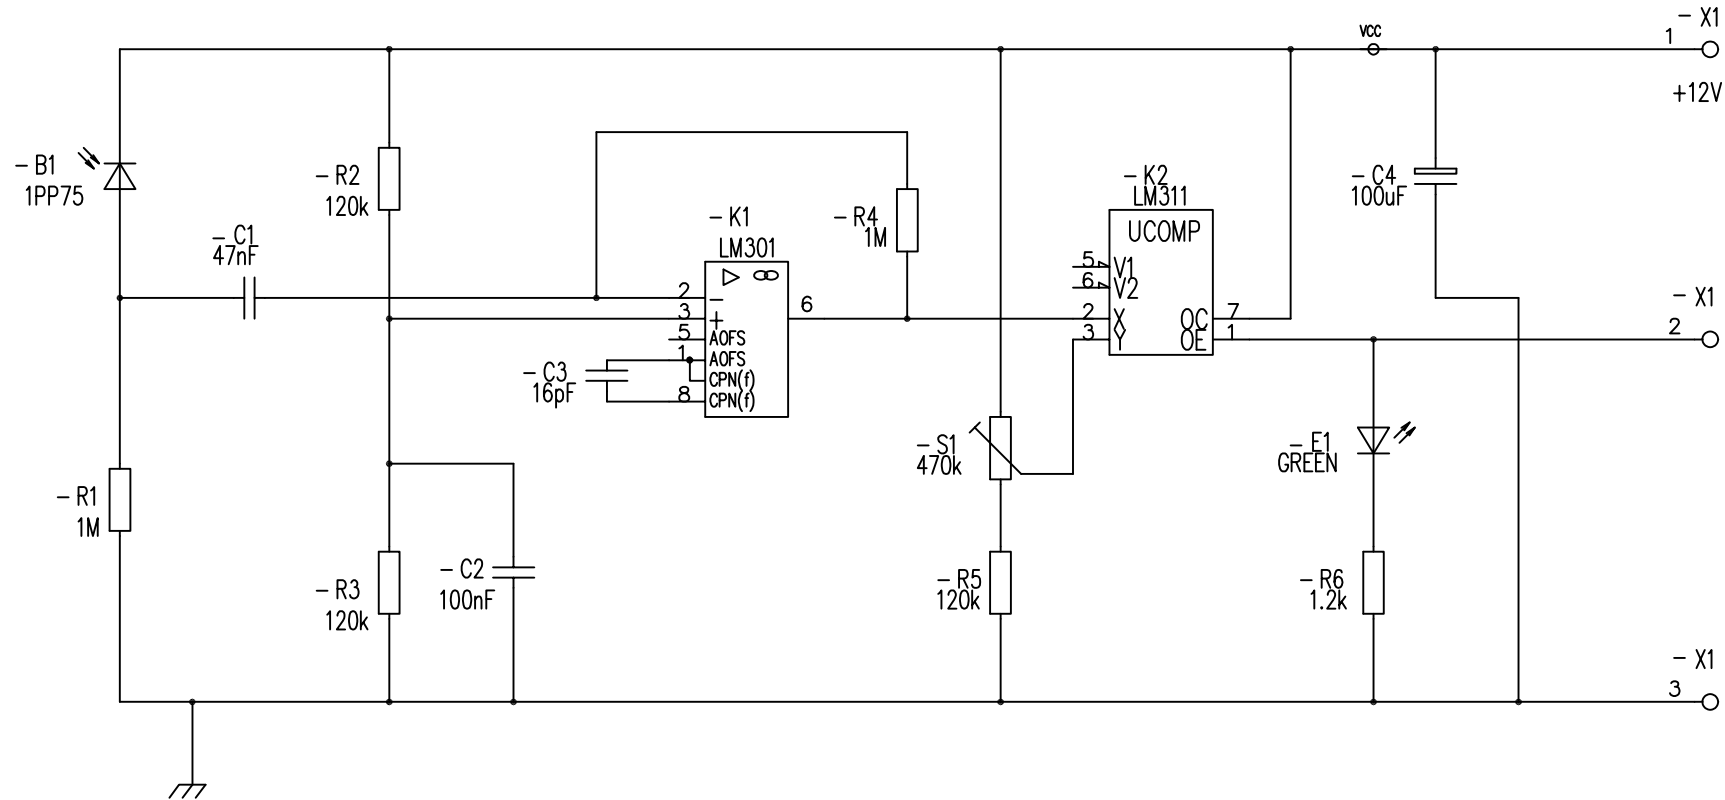 - X1
1
VCC
+12V
- B1
1PP75
- R2
120k
- C1
47nF
- K1
LM301
2 -
3 +
5 AOFS
1 AOFS
CPN(f)
8 CPN(f)
6
- R4
1M
- K2
LM311
UCOMP
5 V1
6 V2
2 X
3 Y
OC 7
OE 1
- C4
100uF
- X1
2
- C3
16pF
- S1
470k
- E1
GREEN
- R1
1M
- R3
120k
- C2
100nF
- R5
120k
- R6
1.2k
- X1
3